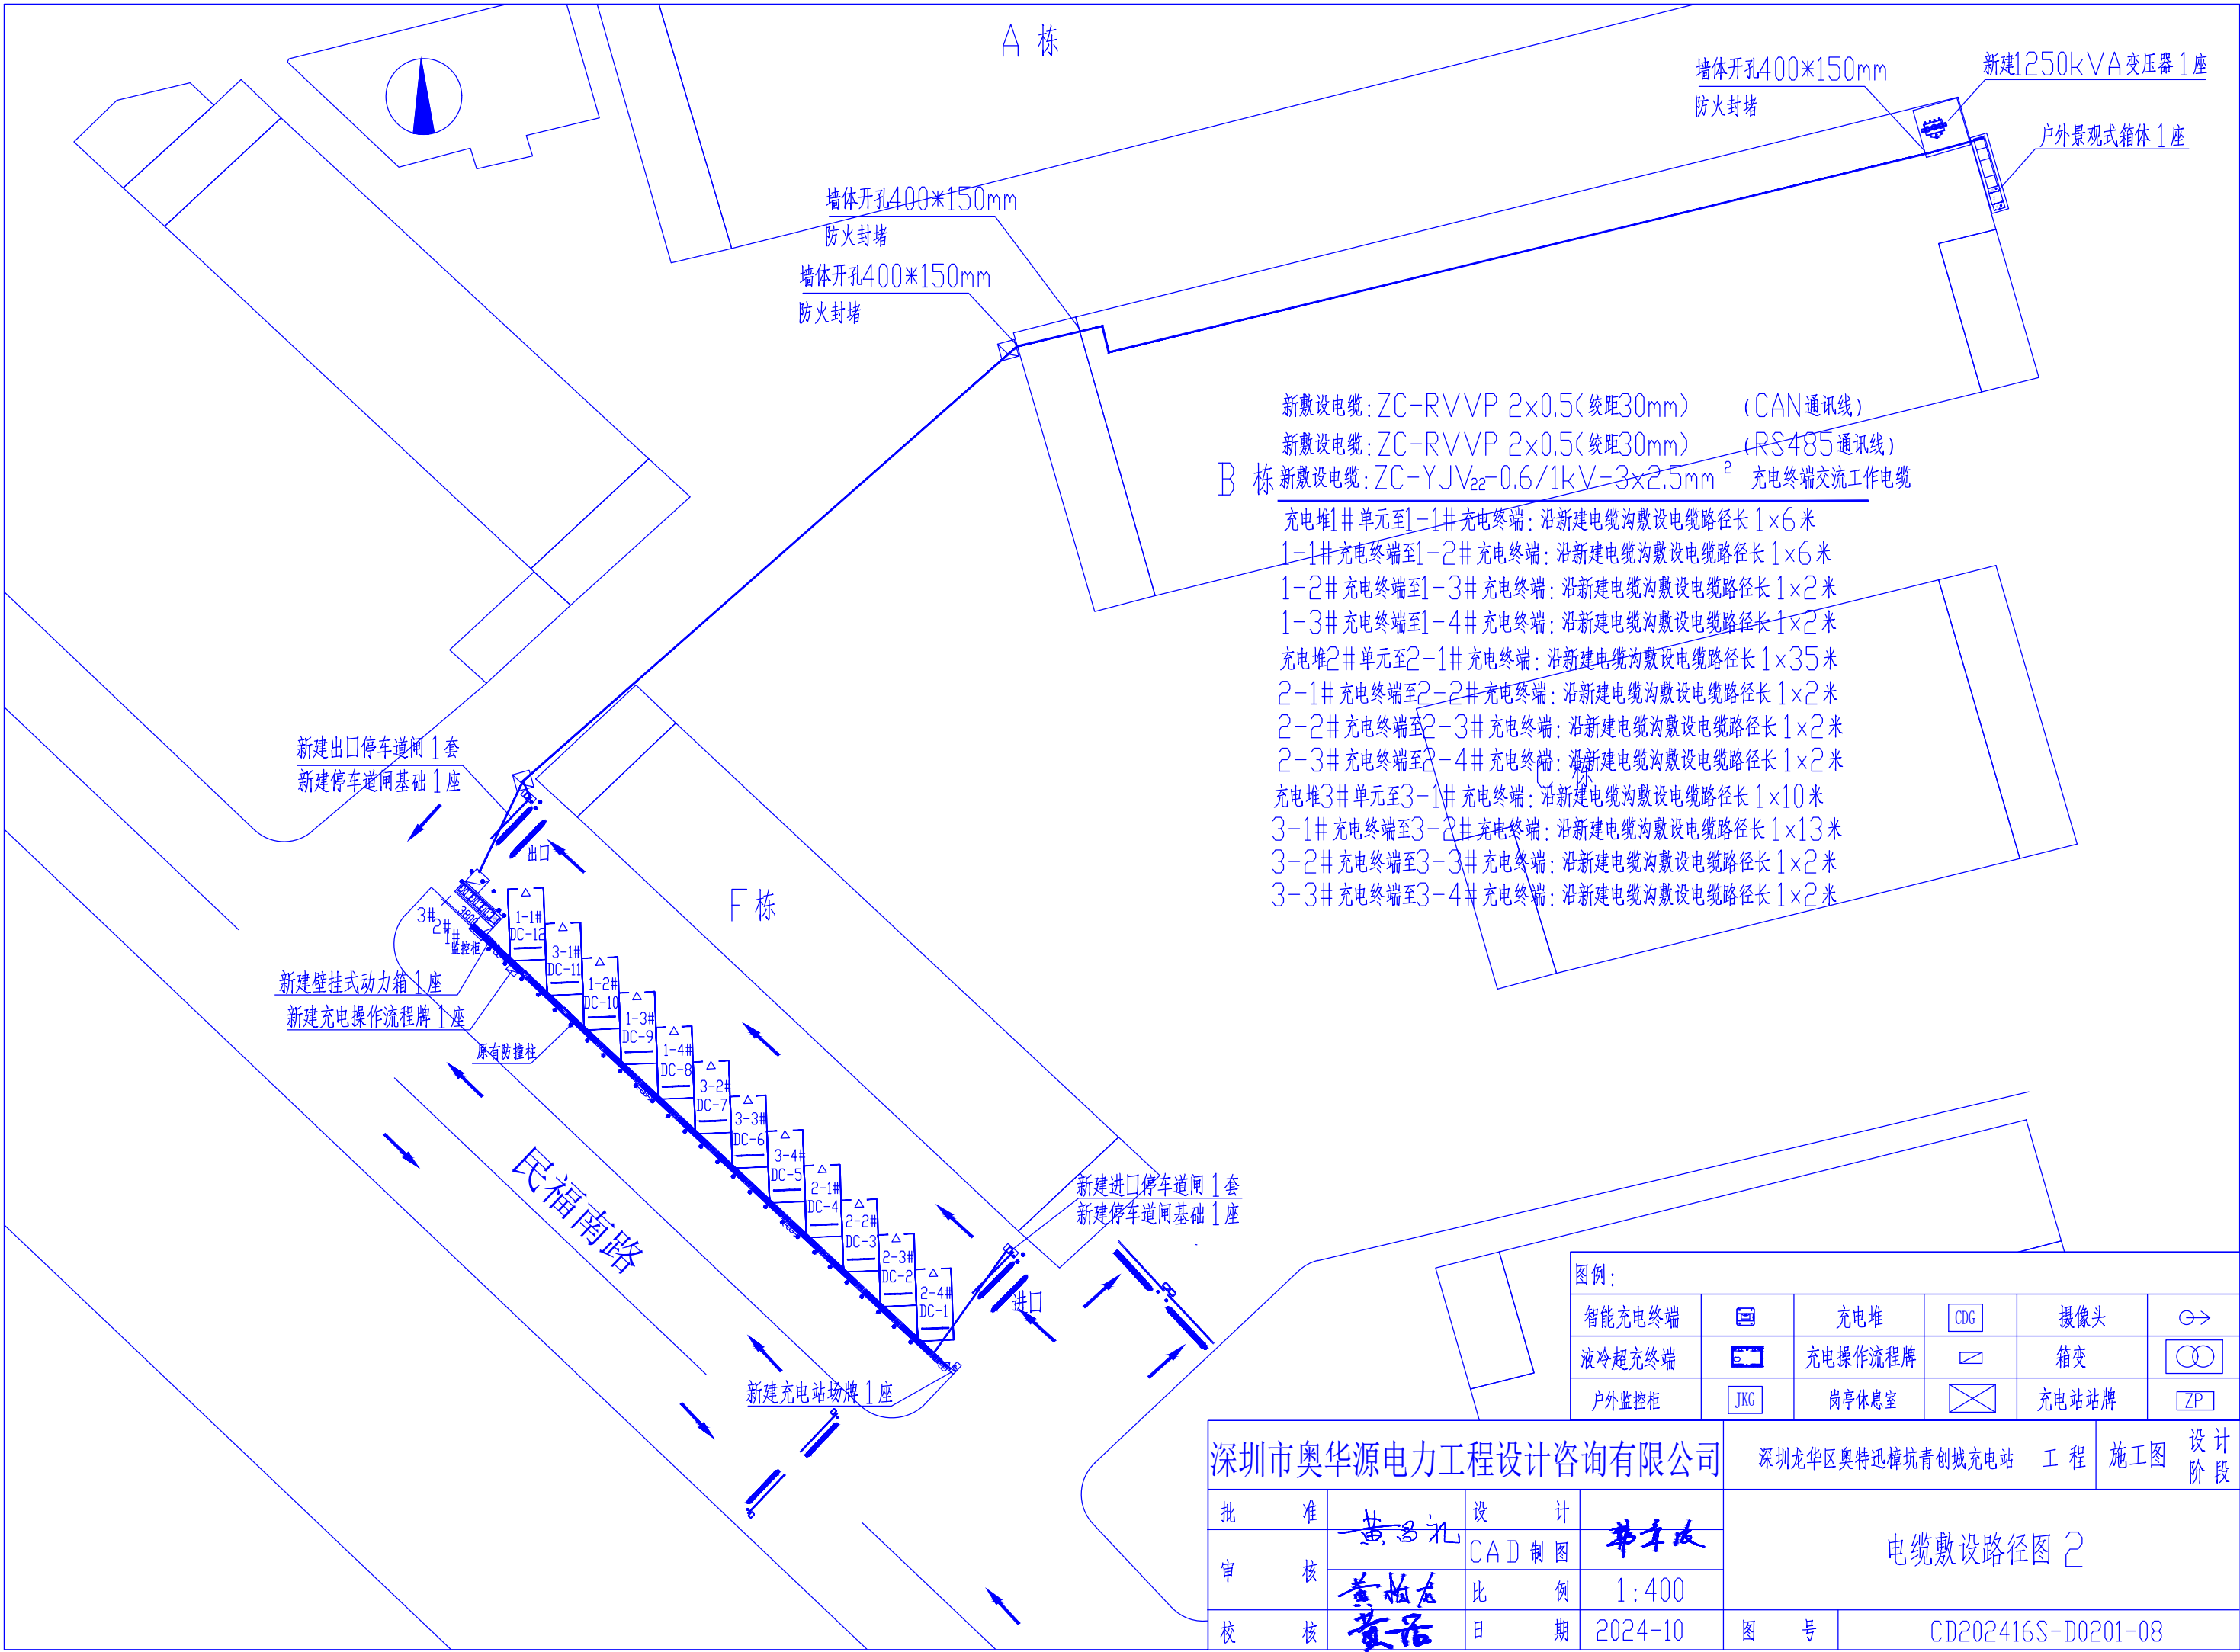 A 栋
墙体开孔400*150mm
防火封堵
新建1250kVA变压器1座
户外景观式箱体1座
墙体开孔400*150mm
防火封堵
墙体开孔400*150mm
防火封堵
新敷设电缆:ZC-RVVP 2x0.5(绞距30mm) (CAN通讯线)
新敷设电缆:ZC-RVVP 2x0.5(绞距30mm) (RS485通讯线)
B 栋
新敷设电缆:ZC-YJV22-0.6/1kV-3x2.5mm² 充电终端交流工作电缆
充电堆1#单元至1-1#充电终端:沿新建电缆沟敷设电缆路径长1x6米
1-1#充电终端至1-2#充电终端:沿新建电缆沟敷设电缆路径长1x6米
1-2#充电终端至1-3#充电终端:沿新建电缆沟敷设电缆路径长1x2米
1-3#充电终端至1-4#充电终端:沿新建电缆沟敷设电缆路径长1x2米
充电堆2#单元至2-1#充电终端:沿新建电缆沟敷设电缆路径长1x35米
2-1#充电终端至2-2#充电终端:沿新建电缆沟敷设电缆路径长1x2米
2-2#充电终端至2-3#充电终端:沿新建电缆沟敷设电缆路径长1x2米
2-3#充电终端至2-4#充电终端:沿新建电缆沟敷设电缆路径长1x2米
C 栋
充电堆3#单元至3-1#充电终端:沿新建电缆沟敷设电缆路径长1x10米
3-1#充电终端至3-2#充电终端:沿新建电缆沟敷设电缆路径长1x13米
3-2#充电终端至3-3#充电终端:沿新建电缆沟敷设电缆路径长1x2米
3-3#充电终端至3-4#充电终端:沿新建电缆沟敷设电缆路径长1x2米
新建出口停车道闸1套
新建停车道闸基础1座
出口
F 栋
3#
2#
1#
监控柜
3800
新建壁挂式动力箱1座
新建充电操作流程牌1座
原有防撞柱
1-1#
DC-12
3-1#
DC-11
1-2#
DC-10
1-3#
DC-9
1-4#
DC-8
3-2#
DC-7
3-3#
DC-6
3-4#
DC-5
2-1#
DC-4
2-2#
DC-3
2-3#
DC-2
2-4#
DC-1
民福南路
新建进口停车道闸1套
新建停车道闸基础1座
进口
新建充电站场牌1座
图例:
智能充电终端 充电堆 CDG 摄像头
液冷超充终端 充电操作流程牌 箱变
户外监控柜 JKG 岗亭休息室 充电站站牌 ZP
深圳市奥华源电力工程设计咨询有限公司
深圳龙华区奥特迅樟坑青创城充电站 工程 施工图 设计阶段
批准 设计
审核 CAD制图
比例 1:400
校核 日期 2024-10
电缆敷设路径图 2
图号 CD202416S-D0201-08